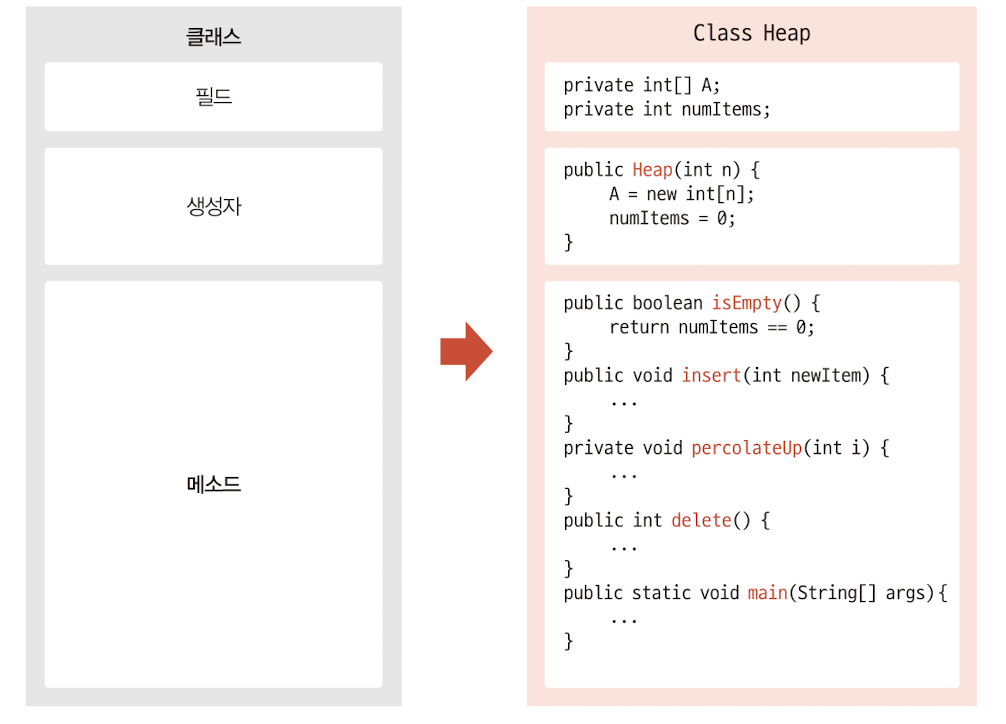 클래스
필드
생성자
메소드
Class Heap
private int[] A;
private int numItems;
public Heap(int n) {
A = new int[n];
numItems = 0;
}
public boolean isEmpty() {
return numItems == 0;
}
public void insert(int newItem) {
...
}
private void percolateUp(int i) {
...
}
public int delete() {
...
}
public static void main(String[] args){
...
}